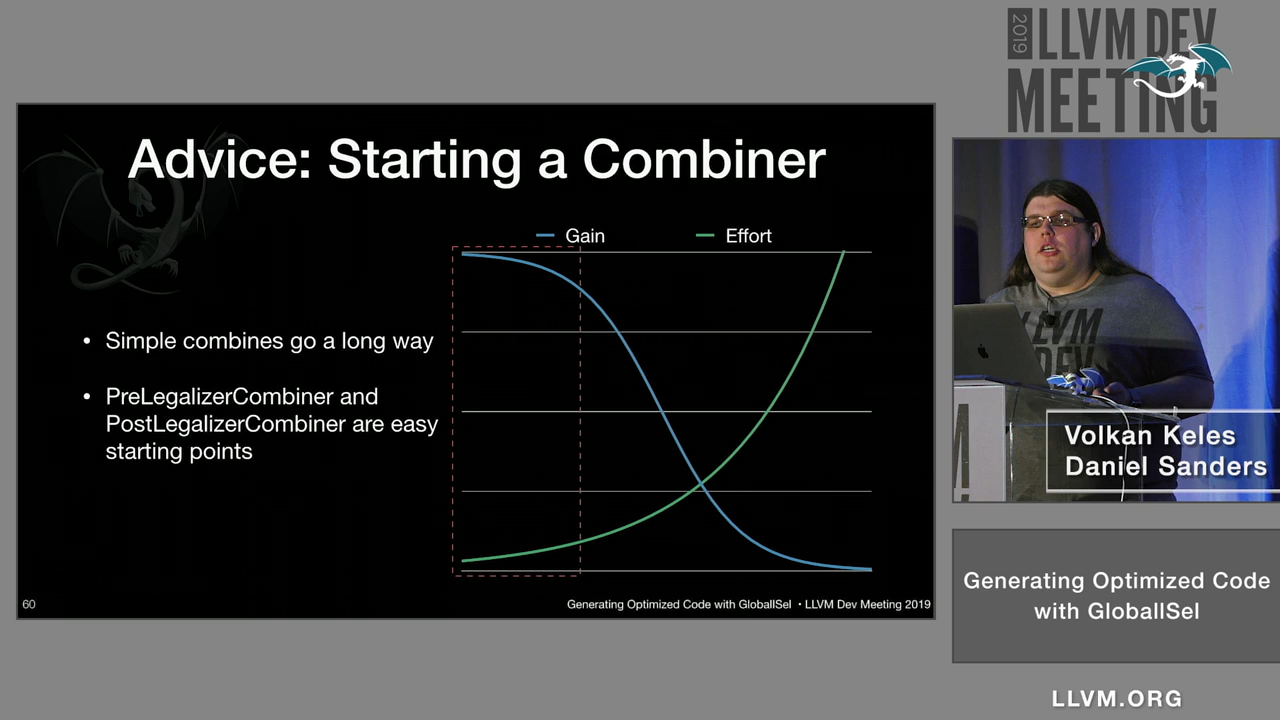 2019
LLVM DEV
MEETING
Advice: Starting a Combiner
Gain
Effort
• Simple combines go a long way
• PreLegalizerCombiner and
PostLegalizerCombiner are easy
starting points
60
Generating Optimized Code with GlobalISel • LLVM Dev Meeting 2019
LLVM
DEV
Volkan Keles
Daniel Sanders
Generating Optimized Code
with GlobalISel
LLVM.ORG